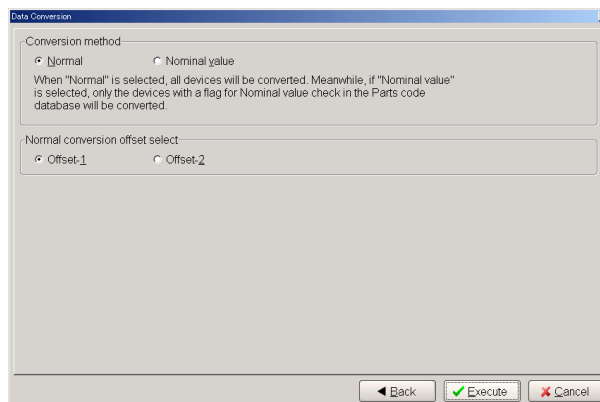 Data Conversion
Conversion method
Normal
Nominal value
When "Normal" is selected, all devices will be converted. Meanwhile, if "Nominal value"
is selected, only the devices with a flag for Nominal value check in the Parts code
database will be converted.
Normal conversion offset select
Offset-1
Offset-2
Back
Execute
Cancel